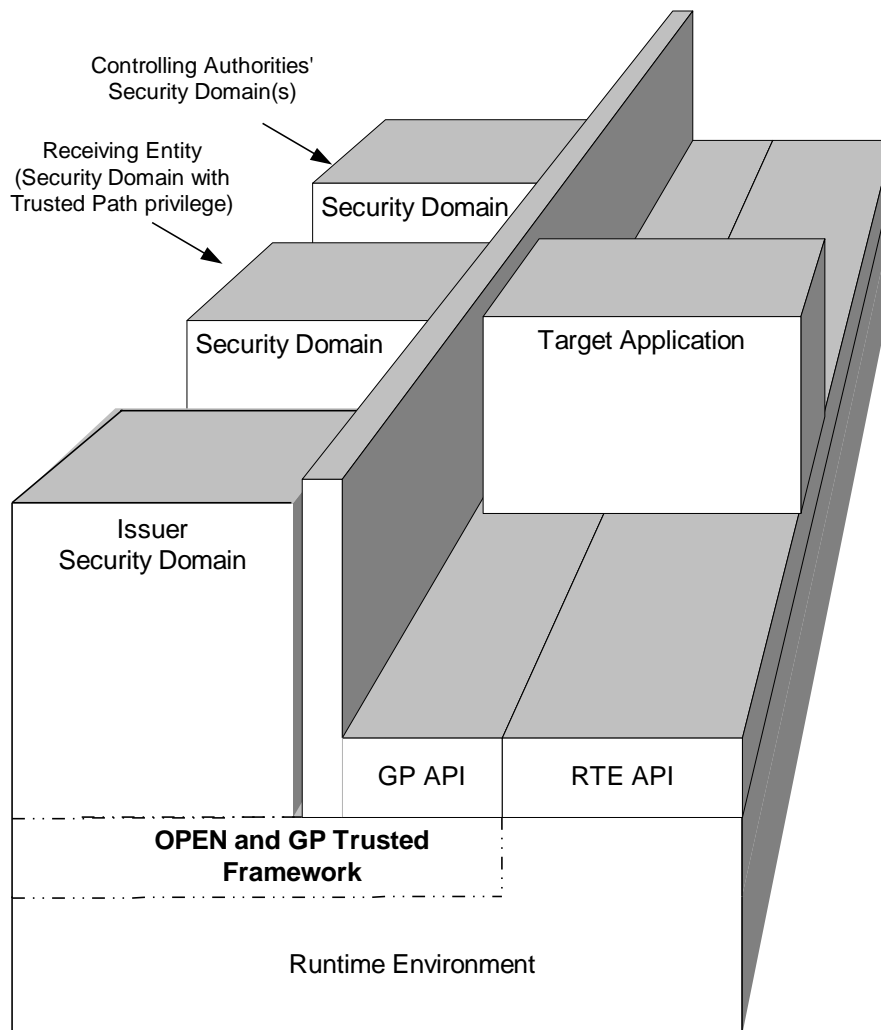 Controlling Authorities'
Security Domain(s)
Receiving Entity
(Security Domain with
Trusted Path privilege)
Security Domain
Security Domain
Target Application
Issuer
Security Domain
GP API
RTE API
OPEN and GP Trusted
Framework
Runtime Environment